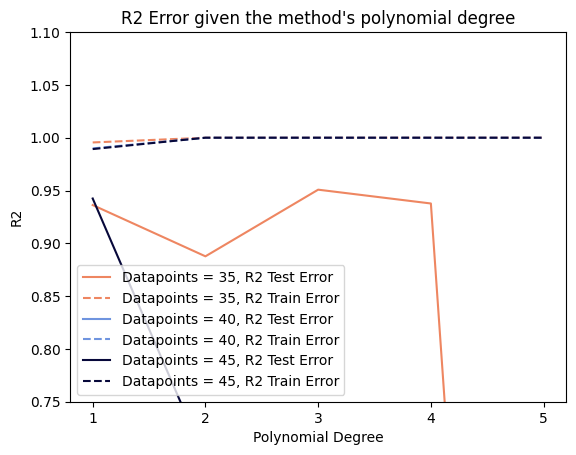 R2 Error given the method's polynomial degree
R2
1.10
1.05
1.00
0.95
0.90
0.85
0.80
0.75
Datapoints = 35, R2 Test Error
Datapoints = 35, R2 Train Error
Datapoints = 40, R2 Test Error
Datapoints = 40, R2 Train Error
Datapoints = 45, R2 Test Error
Datapoints = 45, R2 Train Error
1 2 3 4 5
Polynomial Degree